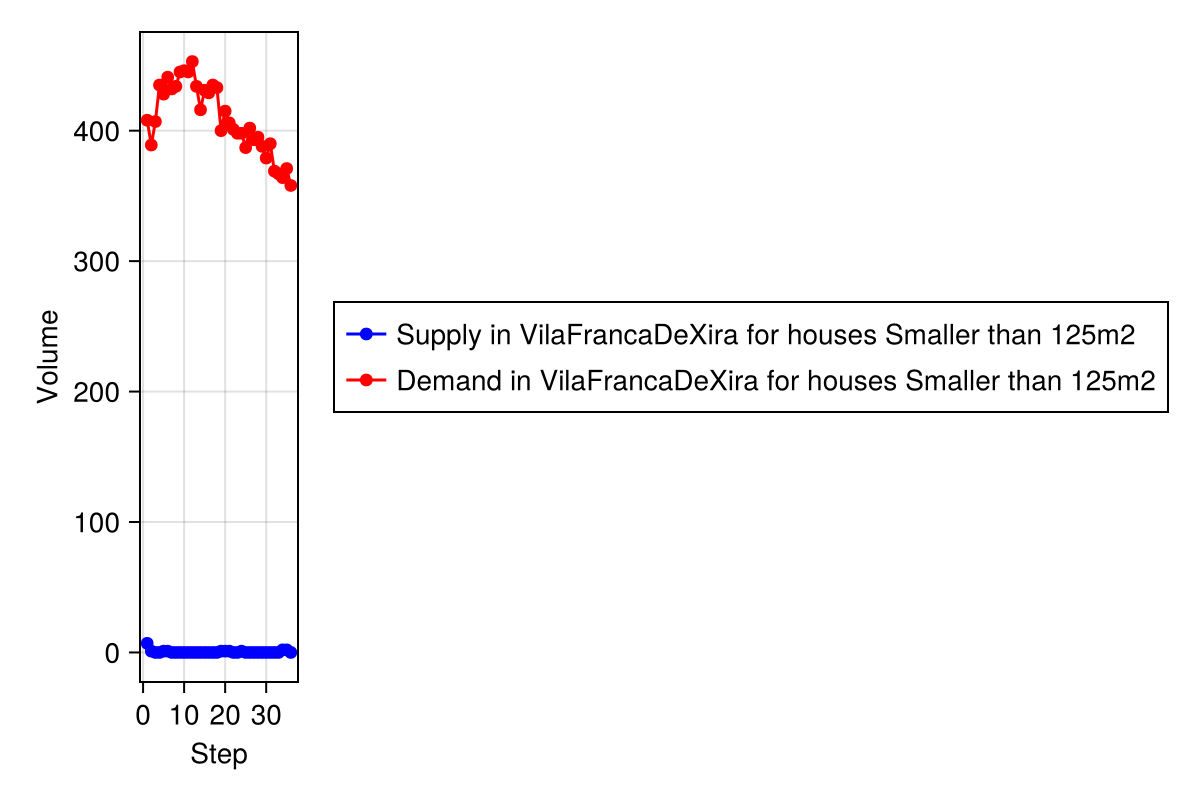 400
300
200
100
0
Volume
0 10 20 30
Step
Supply in VilaFrancaDeXira for houses Smaller than 125m2
Demand in VilaFrancaDeXira for houses Smaller than 125m2